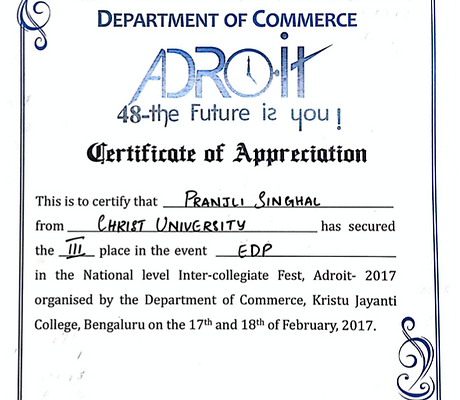 DEPARTMENT OF COMMERCE
ADROIT
48-the Future is you!
Certificate of Appreciation
This is to certify that PRANJLI SINGHAL
from CHRIST UNIVERSITY has secured
the III place in the event EDP
in the National level Inter-collegiate Fest, Adroit- 2017
organised by the Department of Commerce, Kristu Jayanti
College, Bengaluru on the 17th and 18th of February, 2017.